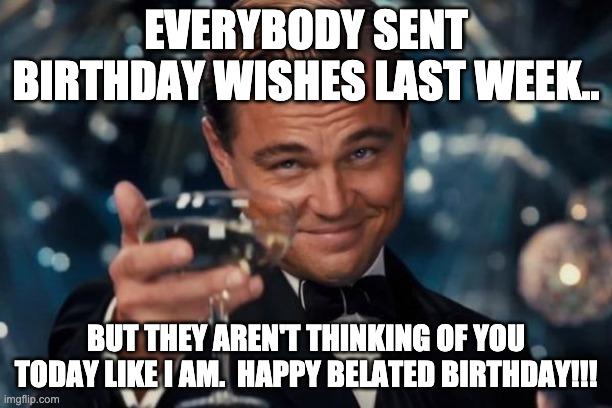 EVERYBODY SENT
BIRTHDAY WISHES LAST WEEK..
BUT THEY AREN'T THINKING OF YOU
TODAY LIKE I AM.  HAPPY BELATED BIRTHDAY!!!
imgflip.com